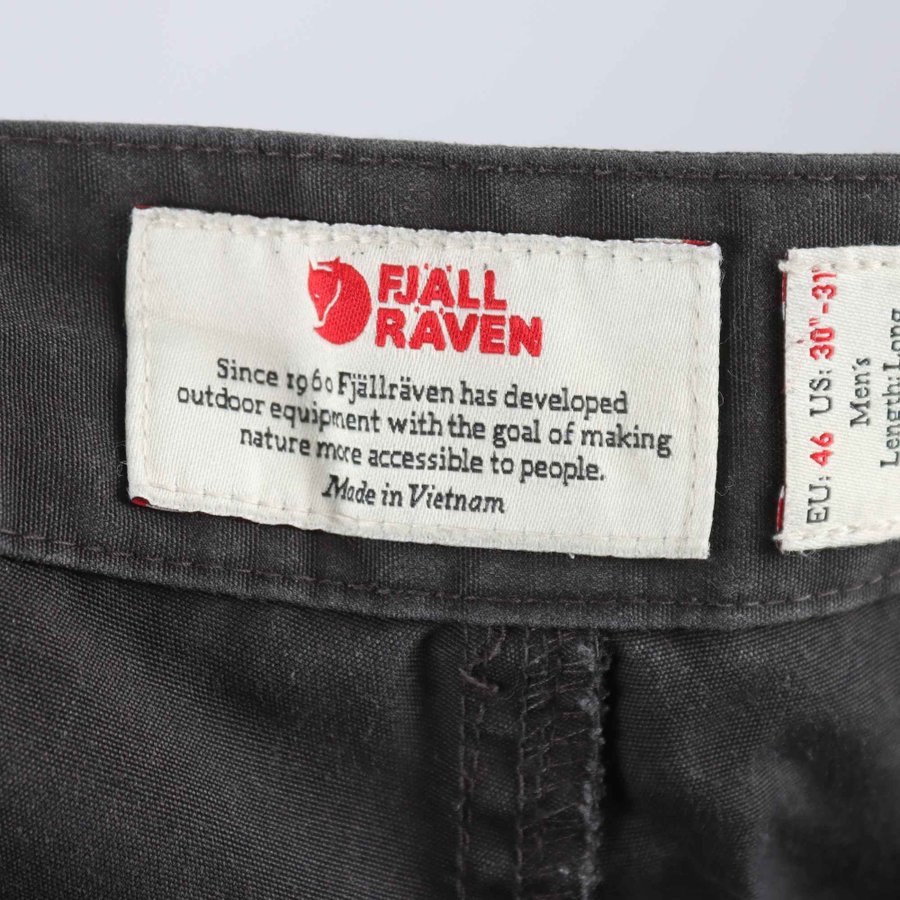 FJÄLL
RÄVEN
Since 1960 Fjällräven has developed
outdoor equipment with the goal of making
nature more accessible to people.
Made in Vietnam
EU: 46 US: 30"-31"
Men's
Length: Long